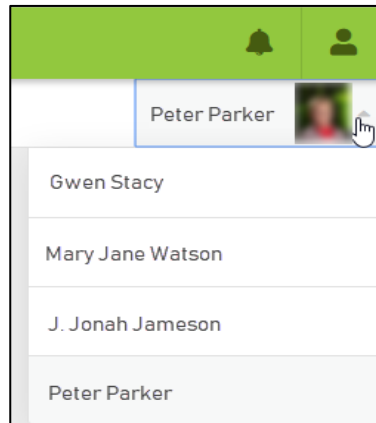 Peter Parker
Gwen Stacy
Mary Jane Watson
J. Jonah Jameson
Peter Parker